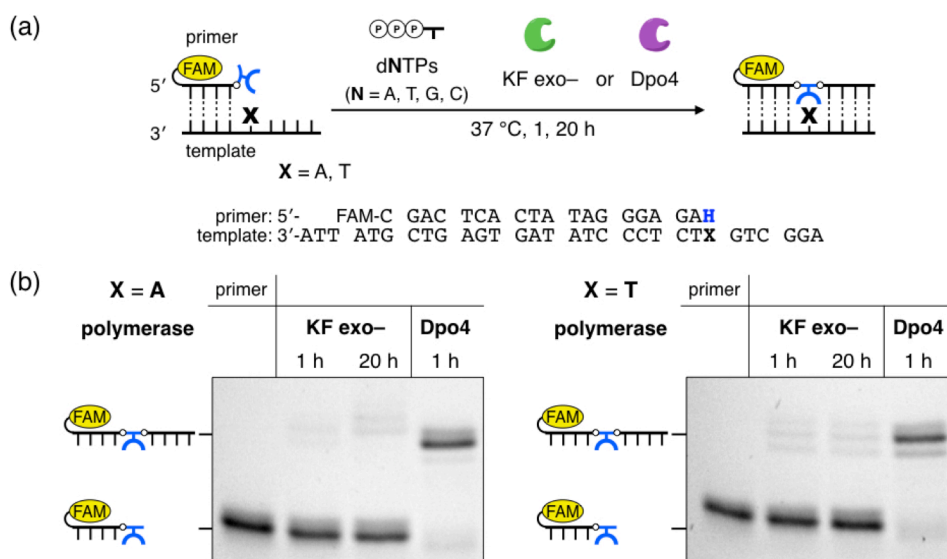 (a)
primer
P P P
FAM
FAM
dNTPs
KF exo– or Dpo4
(N = A, T, G, C)
5′
5′
X
X
37 °C, 1, 20 h
3′
3′
template
X = A, T
primer: 5′- FAM-C GAC TCA CTA TAG GGA GAH
template: 3′-ATT ATG CTG AGT GAT ATC CCT CTX GTC GGA
(b)
X = A primer X = T primer
polymerase KF exo– Dpo4 polymerase KF exo– Dpo4
1 h 20 h 1 h 1 h 20 h 1 h
FAM FAM
FAM FAM